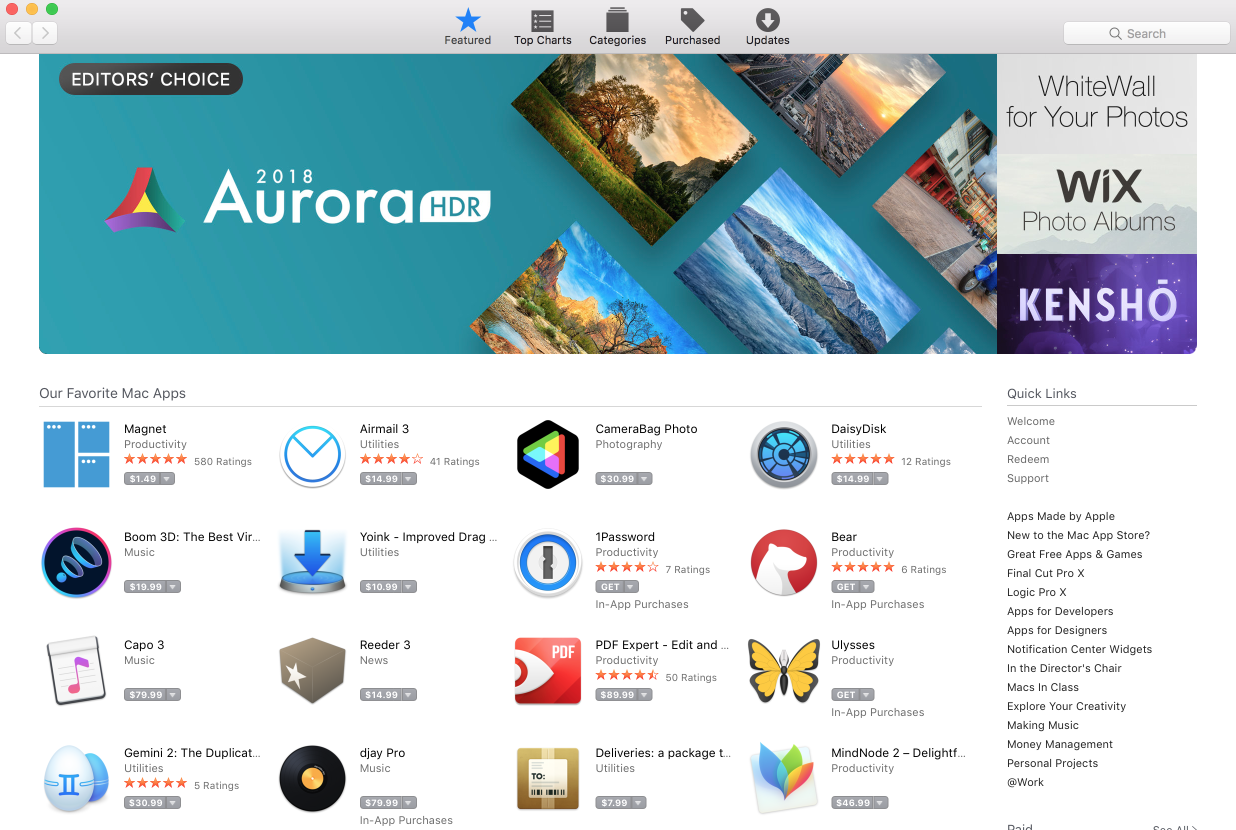 Featured
Top Charts
Categories
Purchased
Updates
Search
EDITORS' CHOICE
2018
Aurora HDR
WhiteWall
for Your Photos
WiX
Photo Albums
KENSHŌ
Our Favorite Mac Apps
Magnet
Productivity
580 Ratings
$1.49
Airmail 3
Utilities
41 Ratings
$14.99
CameraBag Photo
Photography
$30.99
DaisyDisk
Utilities
12 Ratings
$14.99
Boom 3D: The Best Vir...
Music
$19.99
Yoink - Improved Drag ...
Utilities
$10.99
1Password
Productivity
7 Ratings
GET
In-App Purchases
Bear
Productivity
6 Ratings
GET
In-App Purchases
Capo 3
Music
$79.99
Reeder 3
News
$14.99
PDF
PDF Expert - Edit and ...
Productivity
50 Ratings
$89.99
Ulysses
Productivity
GET
In-App Purchases
Gemini 2: The Duplicat...
Utilities
5 Ratings
$30.99
djay Pro
Music
$79.99
In-App Purchases
TO:
Deliveries: a package t...
Utilities
$7.99
MindNode 2 – Delightf...
Productivity
$46.99
Quick Links
Welcome
Account
Redeem
Support
Apps Made by Apple
New to the Mac App Store?
Great Free Apps & Games
Final Cut Pro X
Logic Pro X
Apps for Developers
Apps for Designers
Notification Center Widgets
In the Director's Chair
Macs In Class
Explore Your Creativity
Making Music
Money Management
Personal Projects
@Work
Paid
See All